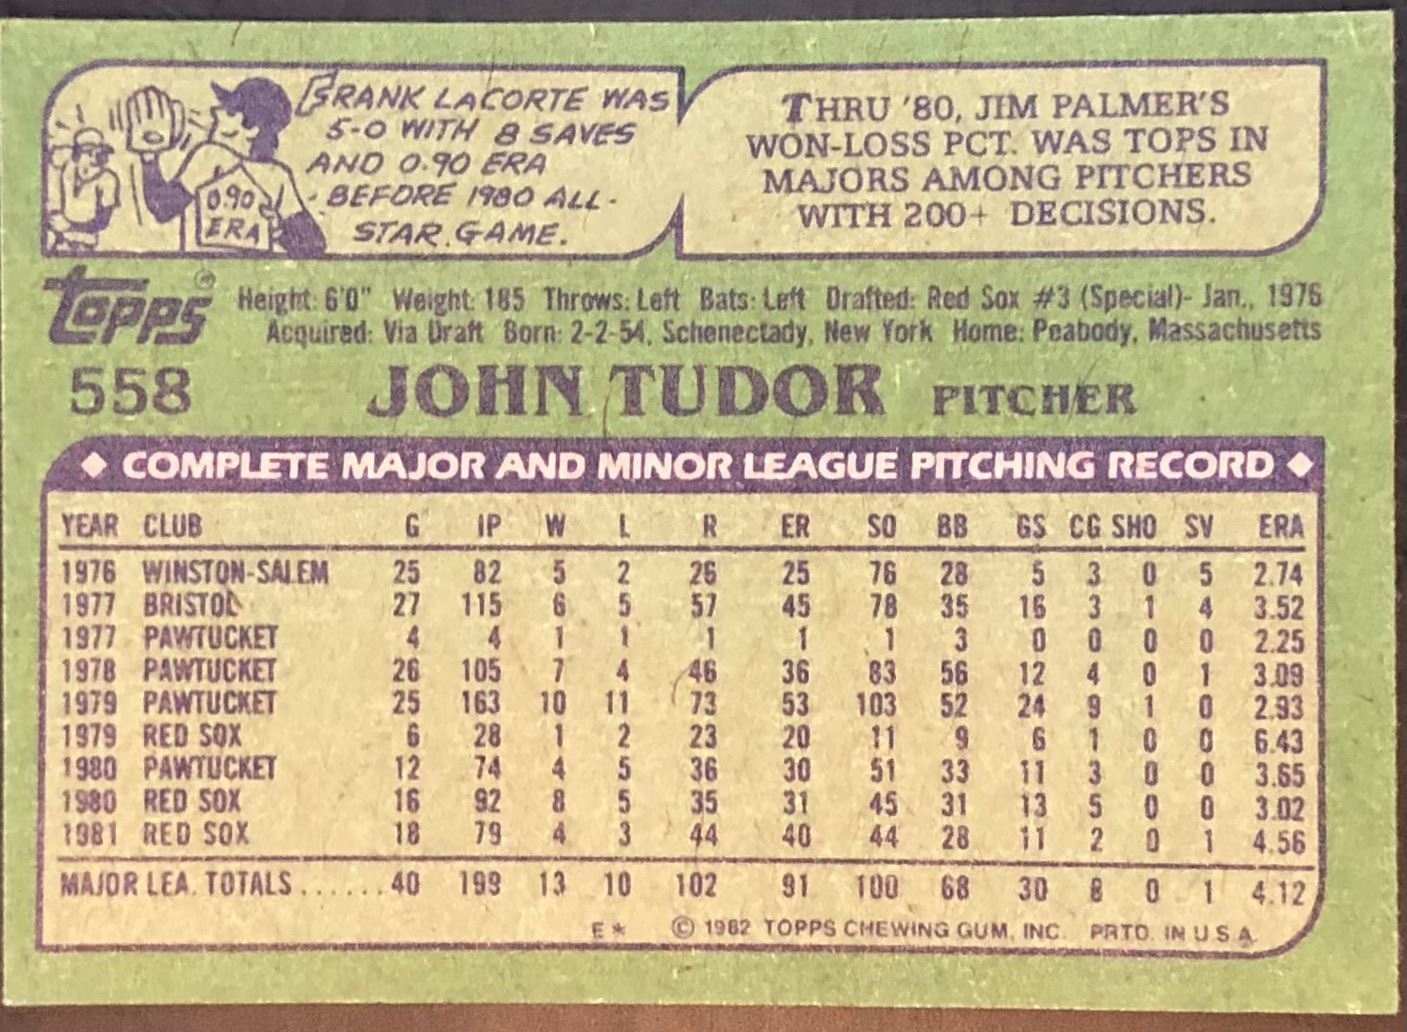 FRANK LACORTE WAS
5-0 WITH 8 SAVES
AND 0.90 ERA
BEFORE 1980 ALL-
STAR GAME.
0.90
ERA
THRU '80, JIM PALMER'S
WON-LOSS PCT. WAS TOPS IN
MAJORS AMONG PITCHERS
WITH 200+ DECISIONS.
topps®
Height: 6'0" Weight: 185 Throws: Left Bats: Left Drafted: Red Sox #3 (Special)- Jan., 1976
Acquired: Via Draft Born: 2-2-54, Schenectady, New York Home: Peabody, Massachusetts
558 JOHN TUDOR PITCHER
COMPLETE MAJOR AND MINOR LEAGUE PITCHING RECORD
YEAR CLUB G IP W L R ER SO BB GS CG SHO SV ERA
1976 WINSTON-SALEM 25 82 5 2 26 25 76 28 5 3 0 5 2.74
1977 BRISTOL 27 115 6 5 57 45 78 35 16 3 1 4 3.52
1977 PAWTUCKET 4 4 1 1 1 1 1 3 0 0 0 0 2.25
1978 PAWTUCKET 26 105 7 4 46 36 83 56 12 4 0 1 3.09
1979 PAWTUCKET 25 163 10 11 73 53 103 52 24 9 1 0 2.93
1979 RED SOX 6 28 1 2 23 20 11 9 6 1 0 0 6.43
1980 PAWTUCKET 12 74 4 5 36 30 51 33 11 3 0 0 3.65
1980 RED SOX 16 92 8 5 35 31 45 31 13 5 0 0 3.02
1981 RED SOX 18 79 4 3 44 40 44 28 11 2 0 1 4.56
MAJOR LEA. TOTALS......40 199 13 10 102 91 100 68 30 8 0 1 4.12
E* © 1982 TOPPS CHEWING GUM, INC. PRTD. IN U.S.A.